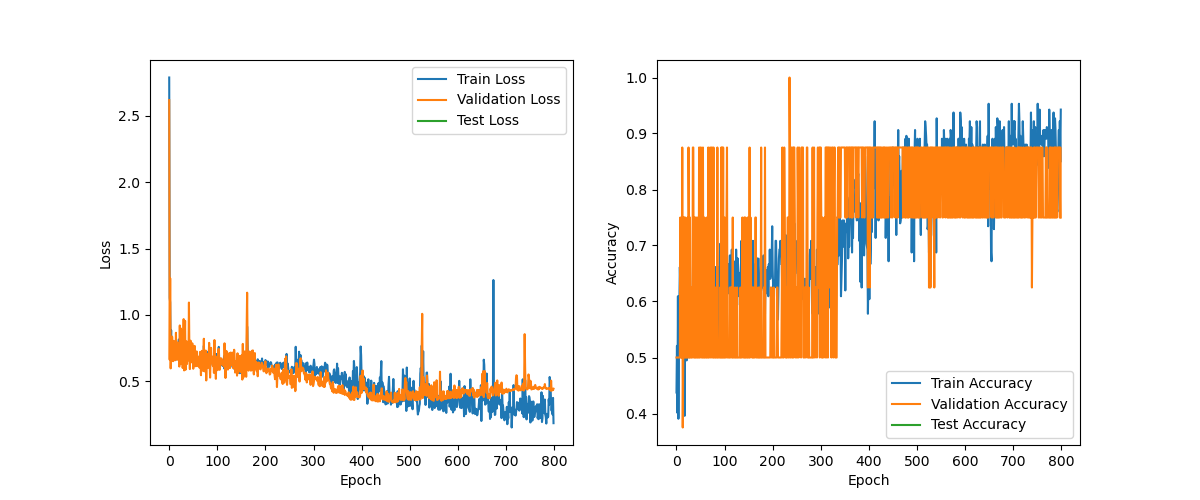 Train Loss
Validation Loss
Test Loss
2.5
2.0
1.5
1.0
0.5
Loss
0 100 200 300 400 500 600 700 800
Epoch
1.0
0.9
0.8
0.7
0.6
0.5
0.4
Accuracy
Train Accuracy
Validation Accuracy
Test Accuracy
0 100 200 300 400 500 600 700 800
Epoch